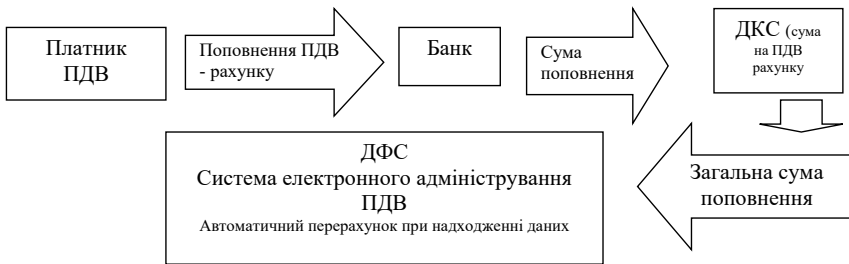 Платник
ПДВ
Поповнення ПДВ
- рахунку
Банк
Сума
поповнення
ДКС (сума
на ПДВ
рахунку
Загальна сума
поповнення
ДФС
Система електронного адміністрування
ПДВ
Автоматичний перерахунок при надходженні даних